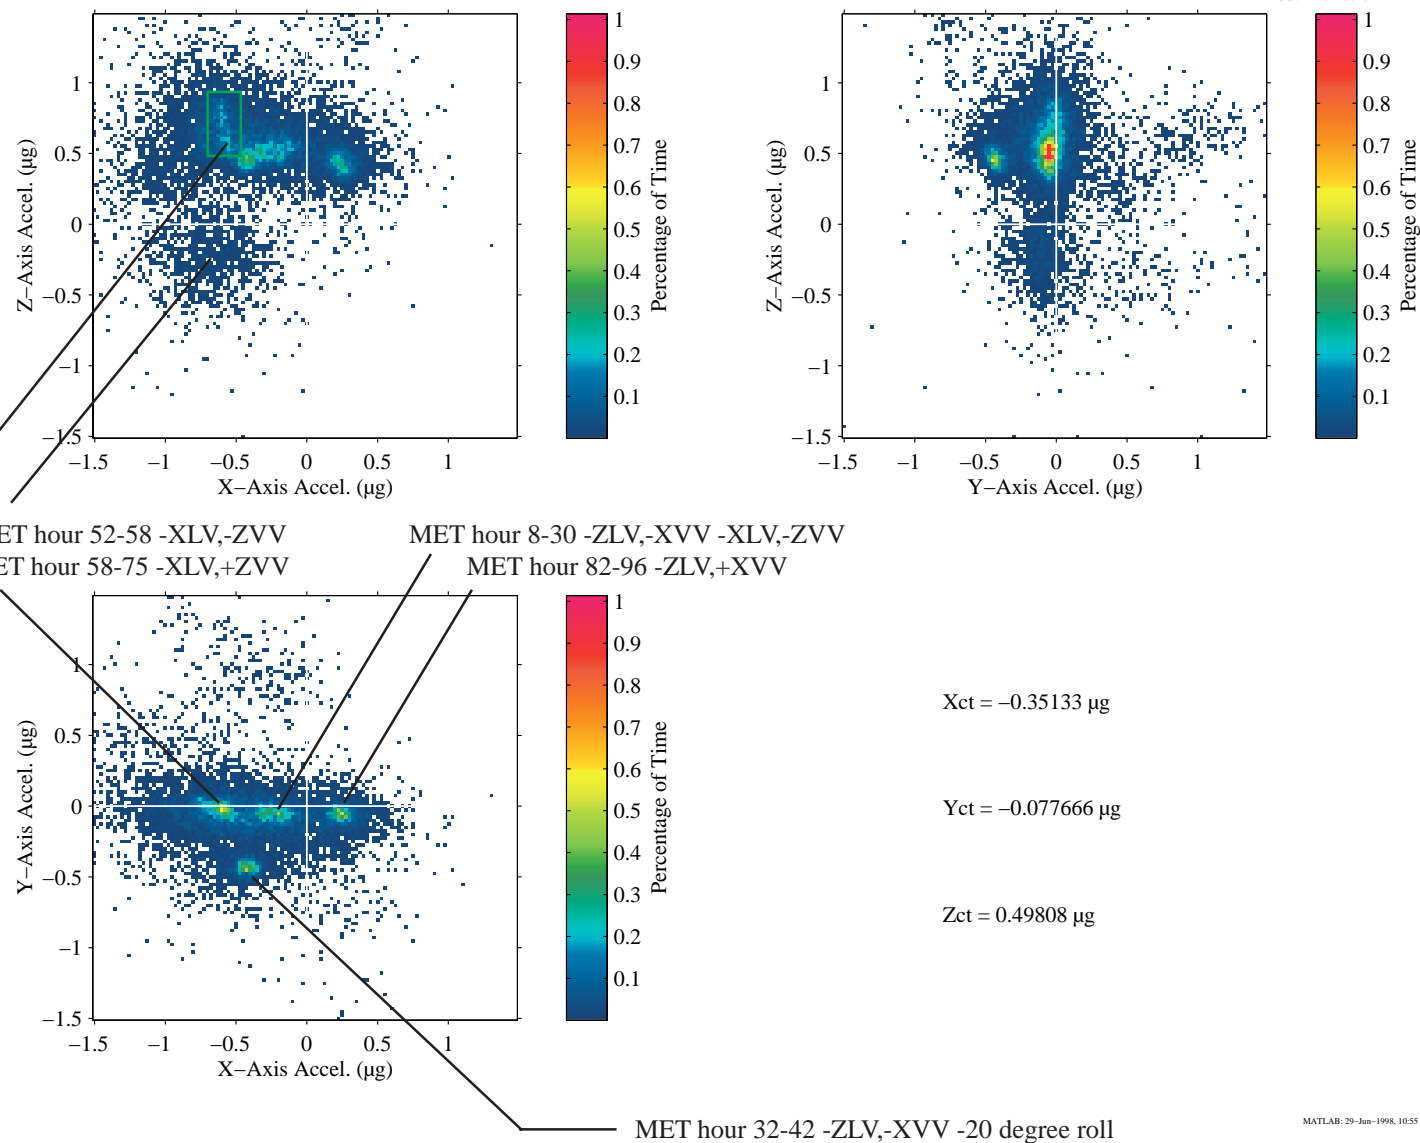 1
0.5
0
−0.5
−1
−1.5
Z−Axis Accel. (µg)
−1.5 −1 −0.5 0 0.5 1
X−Axis Accel. (µg)
1
0.9
0.8
0.7
0.6
0.5
0.4
0.3
0.2
0.1
Percentage of Time
1
0.5
0
−0.5
−1
−1.5
Z−Axis Accel. (µg)
−1.5 −1 −0.5 0 0.5 1
Y−Axis Accel. (µg)
1
0.9
0.8
0.7
0.6
0.5
0.4
0.3
0.2
0.1
Percentage of Time
ET hour 52-58 -XLV,-ZVV
ET hour 58-75 -XLV,+ZVV
MET hour 8-30 -ZLV,-XVV -XLV,-ZVV
MET hour 82-96 -ZLV,+XVV
1
0.5
0
−0.5
−1
−1.5
Y−Axis Accel. (µg)
−1.5 −1 −0.5 0 0.5 1
X−Axis Accel. (µg)
1
0.9
0.8
0.7
0.6
0.5
0.4
0.3
0.2
0.1
Percentage of Time
Xct = −0.35133 µg
Yct = −0.077666 µg
Zct = 0.49808 µg
MET hour 32-42 -ZLV,-XVV -20 degree roll
MATLAB: 29−Jun−1998, 10:55